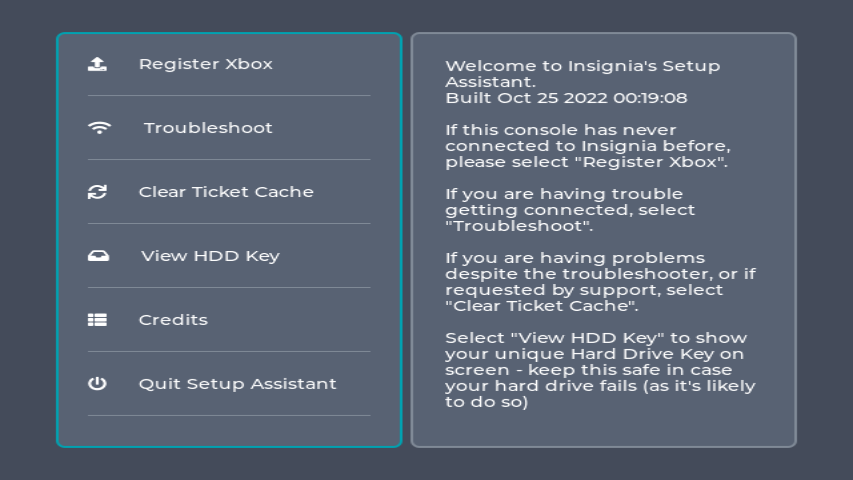 Register Xbox
Troubleshoot
Clear Ticket Cache
View HDD Key
Credits
Quit Setup Assistant
Welcome to Insignia's Setup
Assistant.
Built Oct 25 2022 00:19:08
If this console has never
connected to Insignia before,
please select "Register Xbox".
If you are having trouble
getting connected, select
"Troubleshoot".
If you are having problems
despite the troubleshooter, or if
requested by support, select
"Clear Ticket Cache".
Select "View HDD Key" to show
your unique Hard Drive Key on
screen - keep this safe in case
your hard drive fails (as it's likely
to do so)